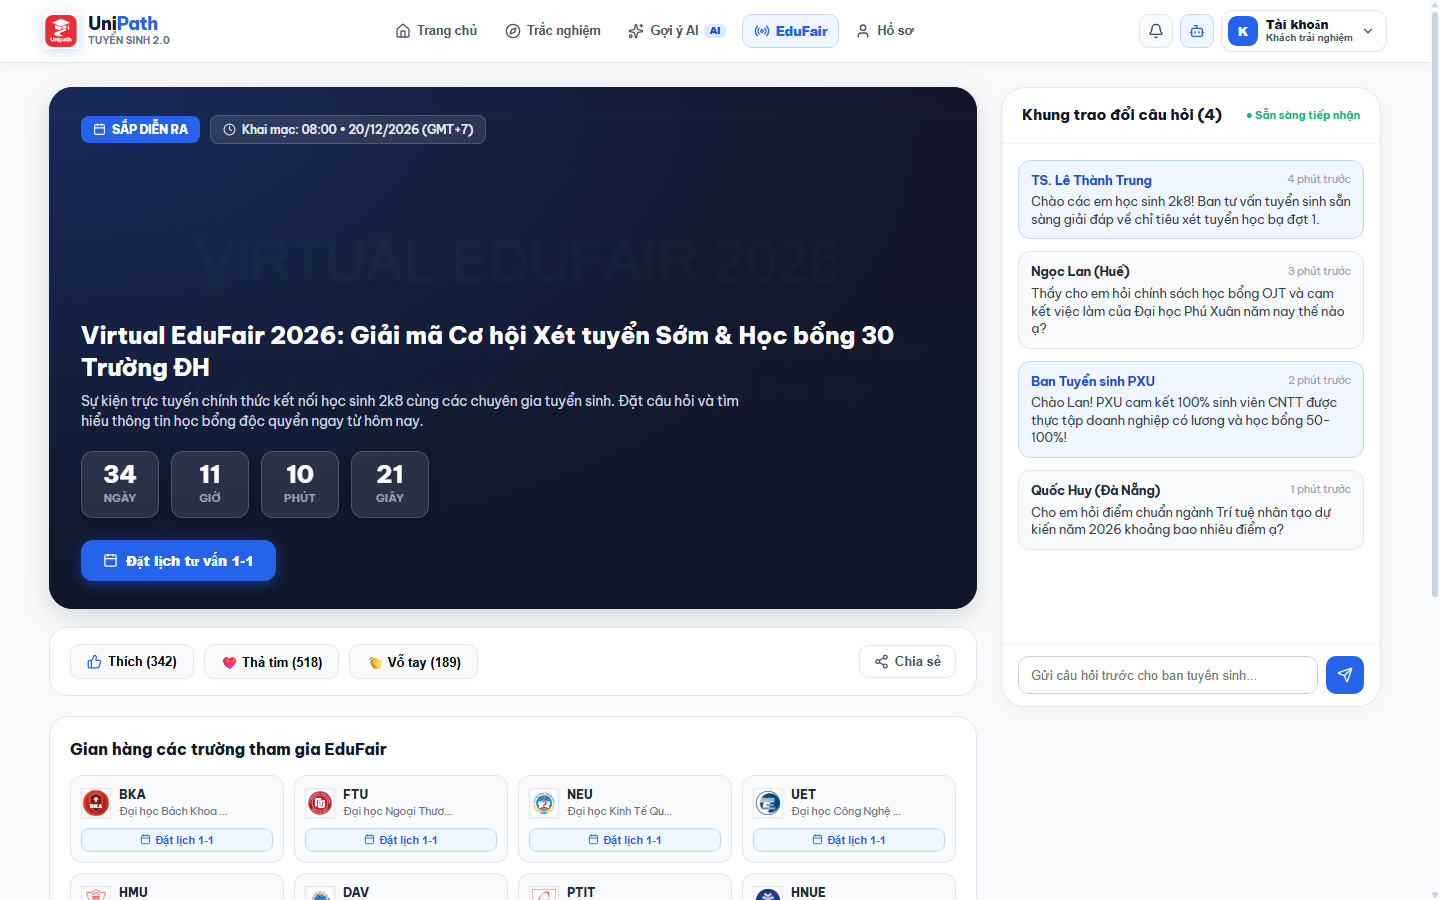 UniPath
TUYỂN SINH 2.0
Trang chủ
Trắc nghiệm
Gợi ý AI AI
EduFair
Hồ sơ
K
Tài khoản
Khách trải nghiệm
SẮP DIỄN RA
Khai mạc: 08:00 • 20/12/2026 (GMT+7)
VIRTUAL EDUFAIR 2026
Virtual EduFair 2026: Giải mã Cơ hội Xét tuyển Sớm & Học bổng 30
Trường ĐH
Sự kiện trực tuyến chính thức kết nối học sinh 2k8 cùng các chuyên gia tuyển sinh. Đặt câu hỏi và tìm
hiểu thông tin học bổng độc quyền ngay từ hôm nay.
34
NGÀY
11
GIỜ
10
PHÚT
21
GIÂY
Đặt lịch tư vấn 1-1
Thích (342)
Thả tim (518)
Vỗ tay (189)
Chia sẻ
Gian hàng các trường tham gia EduFair
BKA
Đại học Bách Khoa ...
Đặt lịch 1-1
FTU
Đại học Ngoại Thươ...
Đặt lịch 1-1
NEU
Đại học Kinh Tế Qu...
Đặt lịch 1-1
UET
Đại học Công Nghệ ...
Đặt lịch 1-1
HMU
DAV
PTIT
HNUE
Khung trao đổi câu hỏi (4)
• Sẵn sàng tiếp nhận
TS. Lê Thành Trung
4 phút trước
Chào các em học sinh 2k8! Ban tư vấn tuyển sinh sẵn
sàng giải đáp về chỉ tiêu xét tuyển học bạ đợt 1.
Ngọc Lan (Huế)
3 phút trước
Thầy cho em hỏi chính sách học bổng OJT và cam
kết việc làm của Đại học Phú Xuân năm nay thế nào
ạ?
Ban Tuyển sinh PXU
2 phút trước
Chào Lan! PXU cam kết 100% sinh viên CNTT được
thực tập doanh nghiệp có lương và học bổng 50-
100%!
Quốc Huy (Đà Nẵng)
1 phút trước
Cho em hỏi điểm chuẩn ngành Trí tuệ nhân tạo dự
kiến năm 2026 khoảng bao nhiêu điểm ạ?
Gửi câu hỏi trước cho ban tuyển sinh...